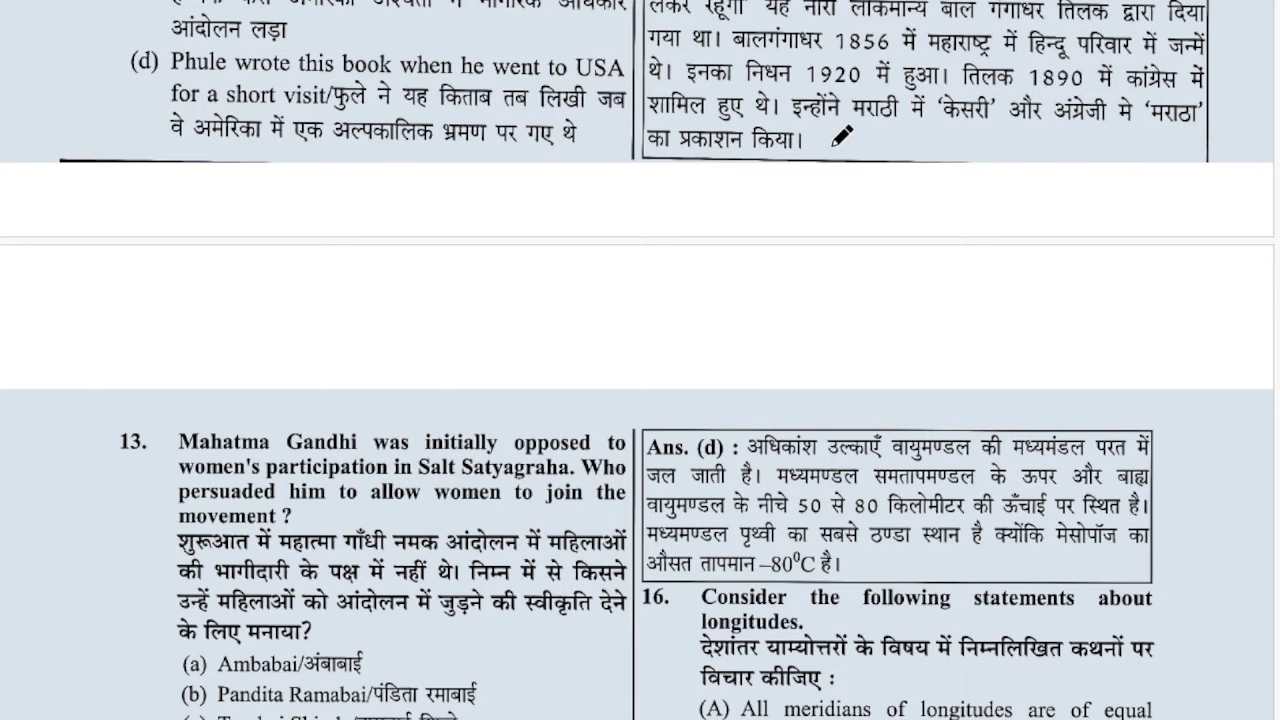 आंदोलन लड़ा
(d) Phule wrote this book when he went to USA
for a short visit/फुले ने यह किताब तब लिखी जब
वे अमेरिका में एक अल्पकालिक भ्रमण पर गए थे
लेकर रहूँगा यह नारा लोकमान्य बाल गंगाधर तिलक द्वारा दिया
गया था। बालगंगाधर 1856 में महाराष्ट्र में हिन्दू परिवार में जन्में
थे। इनका निधन 1920 में हुआ। तिलक 1890 में कांग्रेस में
शामिल हुए थे। इन्होंने मराठी में ‘केसरी’ और अंग्रेजी मे ‘मराठा’
का प्रकाशन किया।
13. Mahatma Gandhi was initially opposed to
women's participation in Salt Satyagraha. Who
persuaded him to allow women to join the
movement ?
शुरूआत में महात्मा गाँधी नमक आंदोलन में महिलाओं
की भागीदारी के पक्ष में नहीं थे। निम्न में से किसने
उन्हें महिलाओं को आंदोलन में जुड़ने की स्वीकृति देने
के लिए मनाया?
(a) Ambabai/अंबाबाई
(b) Pandita Ramabai/पंडिता रमाबाई
Ans. (d) : अधिकांश उल्काएँ वायुमण्डल की मध्यमंडल परत में
जल जाती है। मध्यमण्डल समतापमण्डल के ऊपर और बाह्य
वायुमण्डल के नीचे 50 से 80 किलोमीटर की ऊँचाई पर स्थित है।
मध्यमण्डल पृथ्वी का सबसे ठण्डा स्थान है क्योंकि मेसोपॉज का
औसत तापमान –80⁰C है।
16. Consider the following statements about
longitudes.
देशांतर याम्योत्तरों के विषय में निम्नलिखित कथनों पर
विचार कीजिए :
(A) All meridians of longitudes are of equal